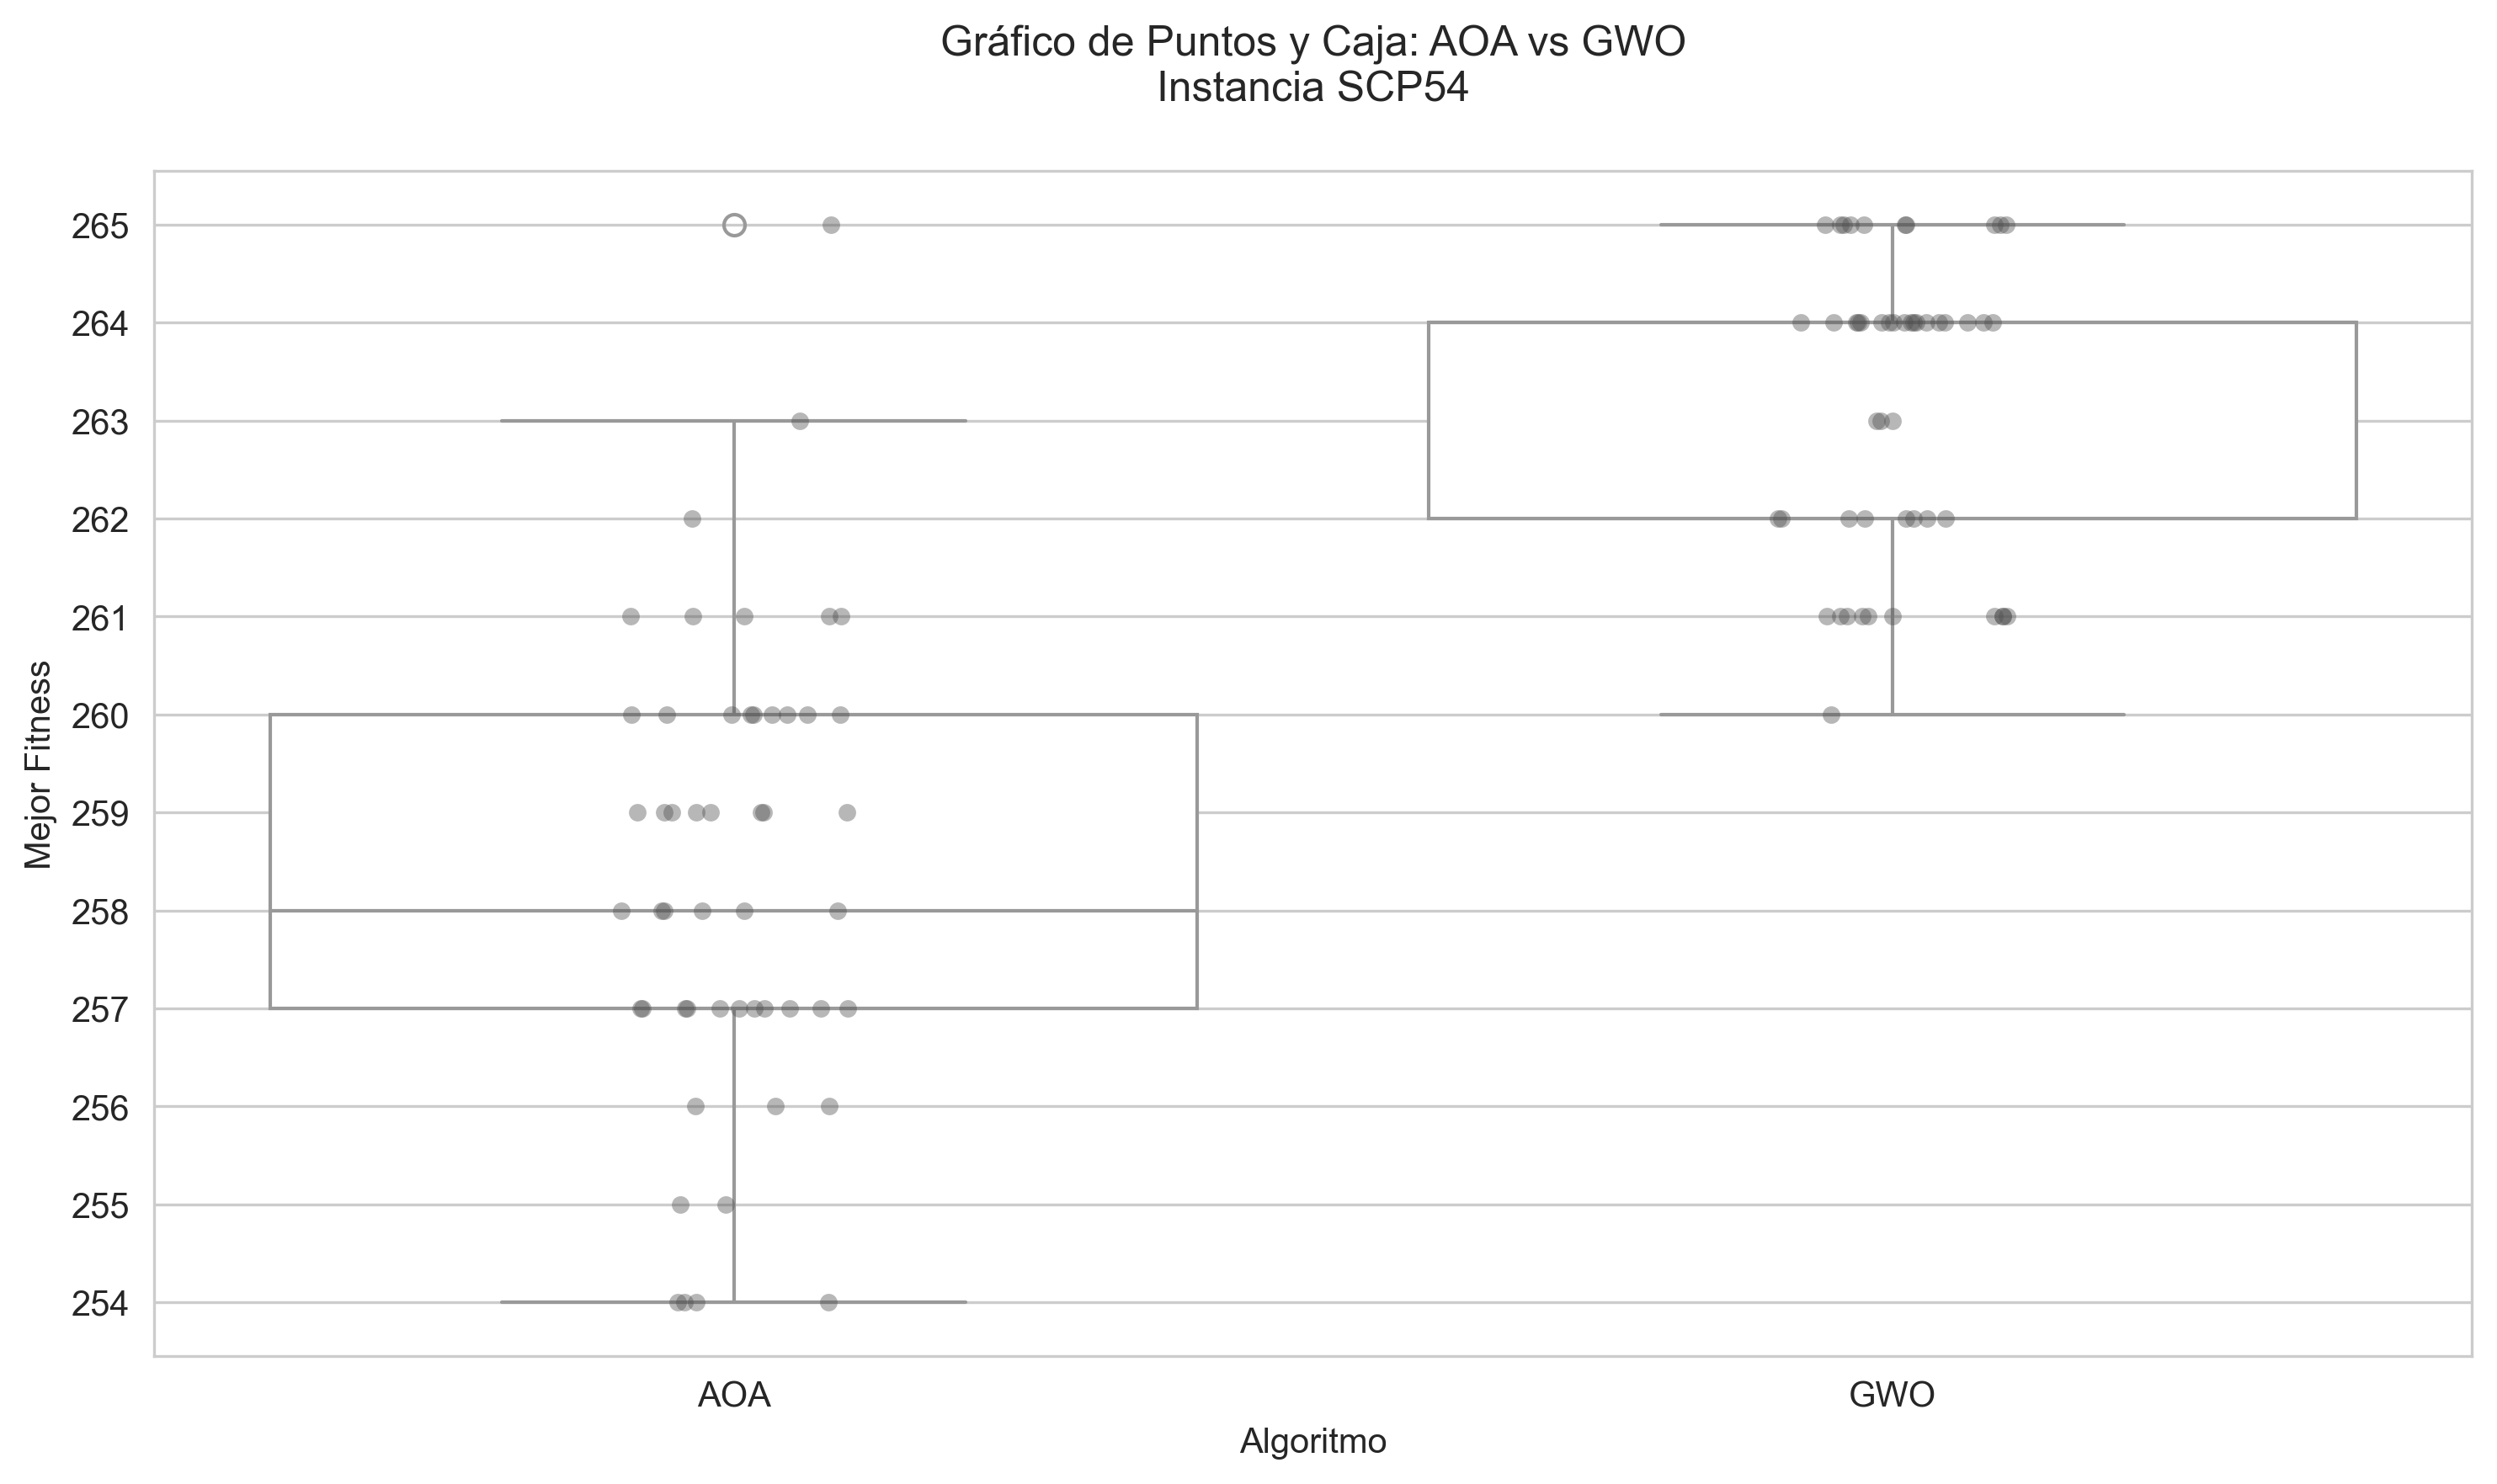 Gráfico de Puntos y Caja: AOA vs GWO
Instancia SCP54
265
264
263
262
261
260
259
258
257
256
255
254
Mejor Fitness
AOA
GWO
Algoritmo